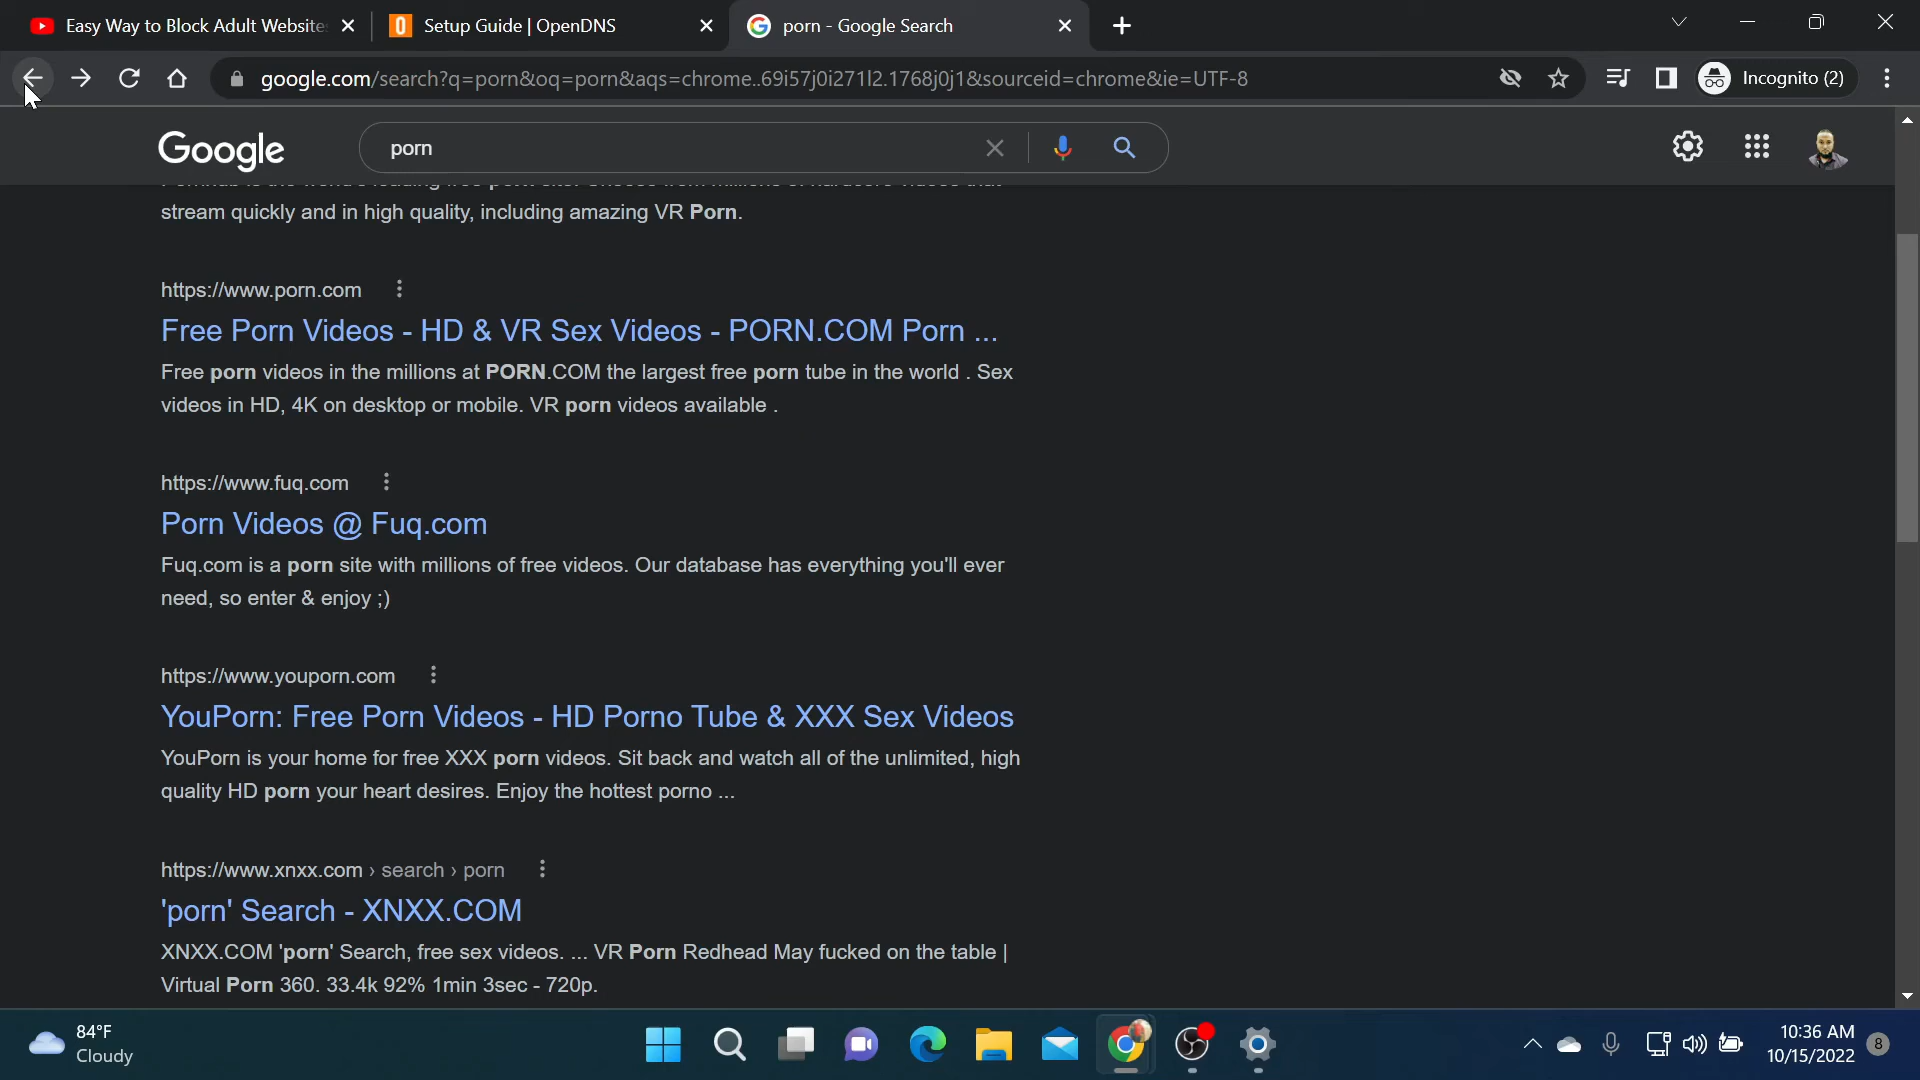 Easy Way to Block Adult Website
Setup Guide | OpenDNS
porn - Google Search
google.com/search?q=porn&oq=porn&aqs=chrome..69i57j0i271l2.1768j0j1&sourceid=chrome&ie=UTF-8
Incognito (2)
Google
porn
stream quickly and in high quality, including amazing VR Porn.
https://www.porn.com
Free Porn Videos - HD & VR Sex Videos - PORN.COM Porn ...
Free porn videos in the millions at PORN.COM the largest free porn tube in the world . Sex
videos in HD, 4K on desktop or mobile. VR porn videos available .
https://www.fuq.com
Porn Videos @ Fuq.com
Fuq.com is a porn site with millions of free videos. Our database has everything you'll ever
need, so enter & enjoy ;)
https://www.youporn.com
YouPorn: Free Porn Videos - HD Porno Tube & XXX Sex Videos
YouPorn is your home for free XXX porn videos. Sit back and watch all of the unlimited, high
quality HD porn your heart desires. Enjoy the hottest porno ...
https://www.xnxx.com › search › porn
'porn' Search - XNXX.COM
XNXX.COM 'porn' Search, free sex videos. ... VR Porn Redhead May fucked on the table |
Virtual Porn 360. 33.4k 92% 1min 3sec - 720p.
84°F
Cloudy
10:36 AM
10/15/2022
8